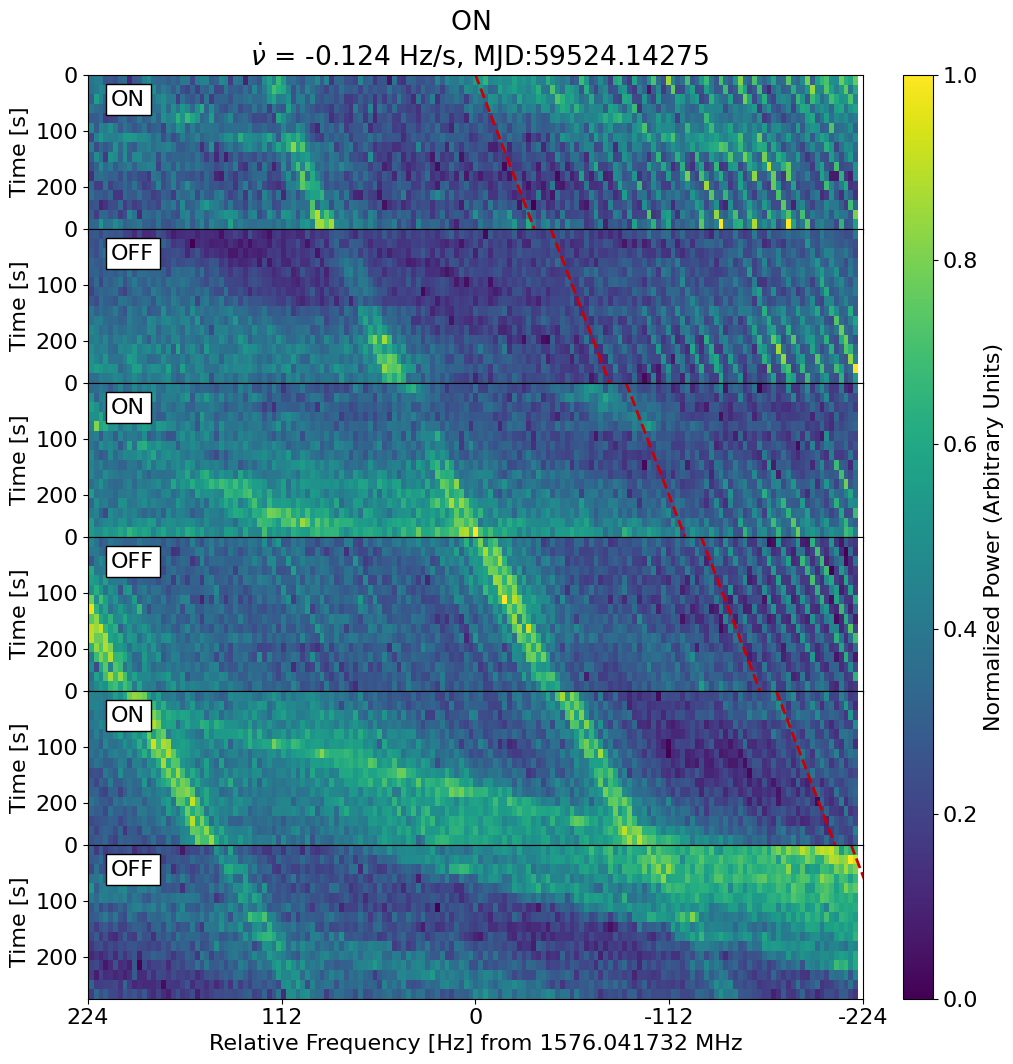 ON
ν̇ = -0.124 Hz/s, MJD:59524.14275
0
100
200
Time [s]
ON
0
100
200
Time [s]
OFF
0
100
200
Time [s]
ON
0
100
200
Time [s]
OFF
0
100
200
Time [s]
ON
0
100
200
Time [s]
OFF
224 112 0 -112 -224
Relative Frequency [Hz] from 1576.041732 MHz
1.0
0.8
0.6
0.4
0.2
0.0
Normalized Power (Arbitrary Units)